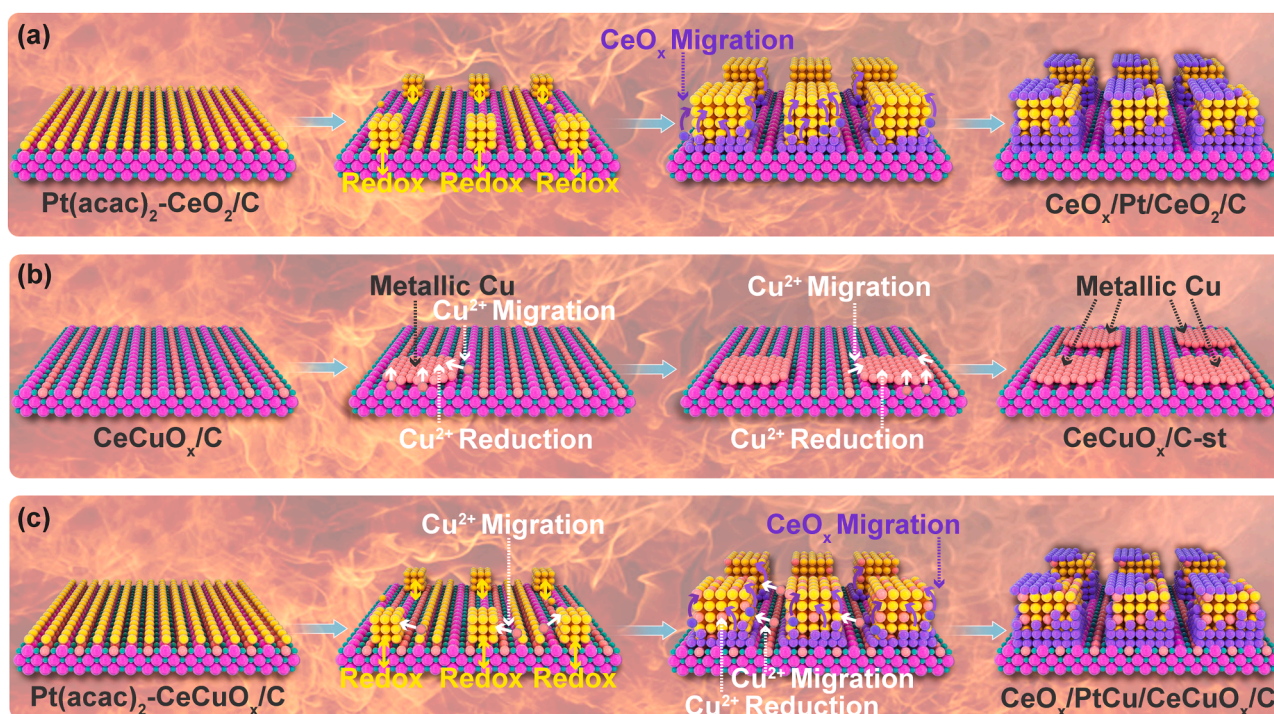 (a)
CeOₓ Migration
Redox Redox Redox
Pt(acac)₂-CeO₂/C
CeOₓ/Pt/CeO₂/C
(b)
Metallic Cu
Cu²⁺ Migration
Cu²⁺ Migration
Metallic Cu
CeCuOₓ/C
Cu²⁺ Reduction
Cu²⁺ Reduction
CeCuOₓ/C-st
(c)
Cu²⁺ Migration
CeOₓ Migration
Redox Redox Redox
Cu²⁺ Migration
Cu²⁺ Reduction
Pt(acac)₂-CeCuOₓ/C
CeOₓ/PtCu/CeCuOₓ/C